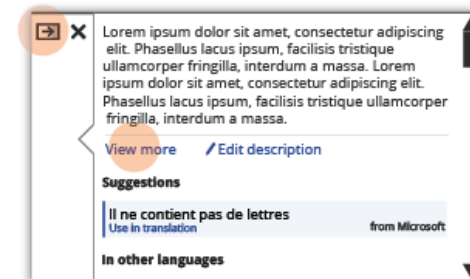 Lorem ipsum dolor sit amet, consectetur adipiscing
elit. Phasellus lacus ipsum, facilisis tristique
ullamcorper fringilla, interdum a massa. Lorem
ipsum dolor sit amet, consectetur adipiscing elit.
Phasellus lacus ipsum, facilisis tristique ullamcorper
fringilla, interdum a massa.
View more Edit description
Suggestions
Il ne contient pas de lettres
Use in translation from Microsoft
In other languages